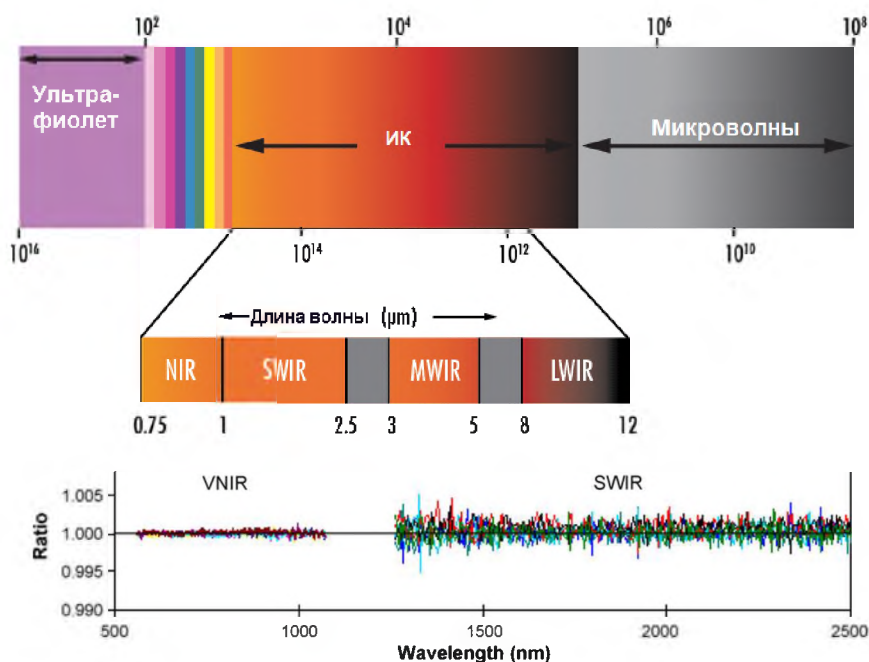 10² 10⁴ 10⁶ 10⁸
Ультра-
фиолет
ИК
Микроволны
10¹⁶ 10¹⁴ 10¹² 10¹⁰
Длина волны (μm)
NIR SWIR MWIR LWIR
0.75 1 2.5 3 5 8 12
VNIR SWIR
1.005
1.000
0.995
0.990
Ratio
500 1000 1500 2000 2500
Wavelength (nm)